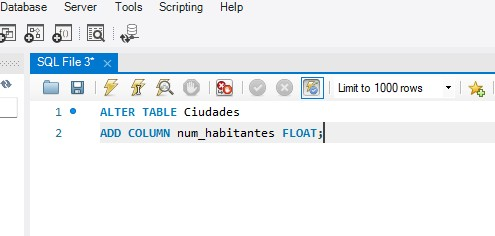 Database Server Tools Scripting Help
SQL File 3*
Limit to 1000 rows
1 ALTER TABLE Ciudades
2 ADD COLUMN num_habitantes FLOAT;